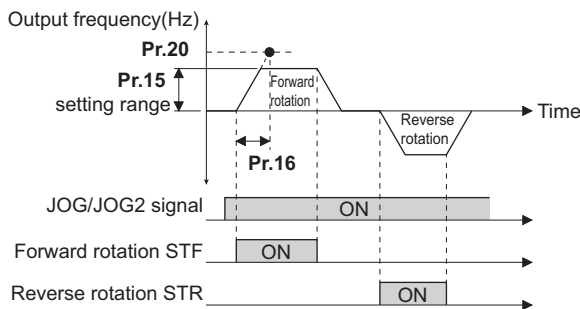 Output frequency(Hz)
Pr.20
Pr.15
setting range
Forward
rotation
Time
Reverse
rotation
Pr.16
JOG/JOG2 signal
ON
Forward rotation STF
ON
Reverse rotation STR
ON